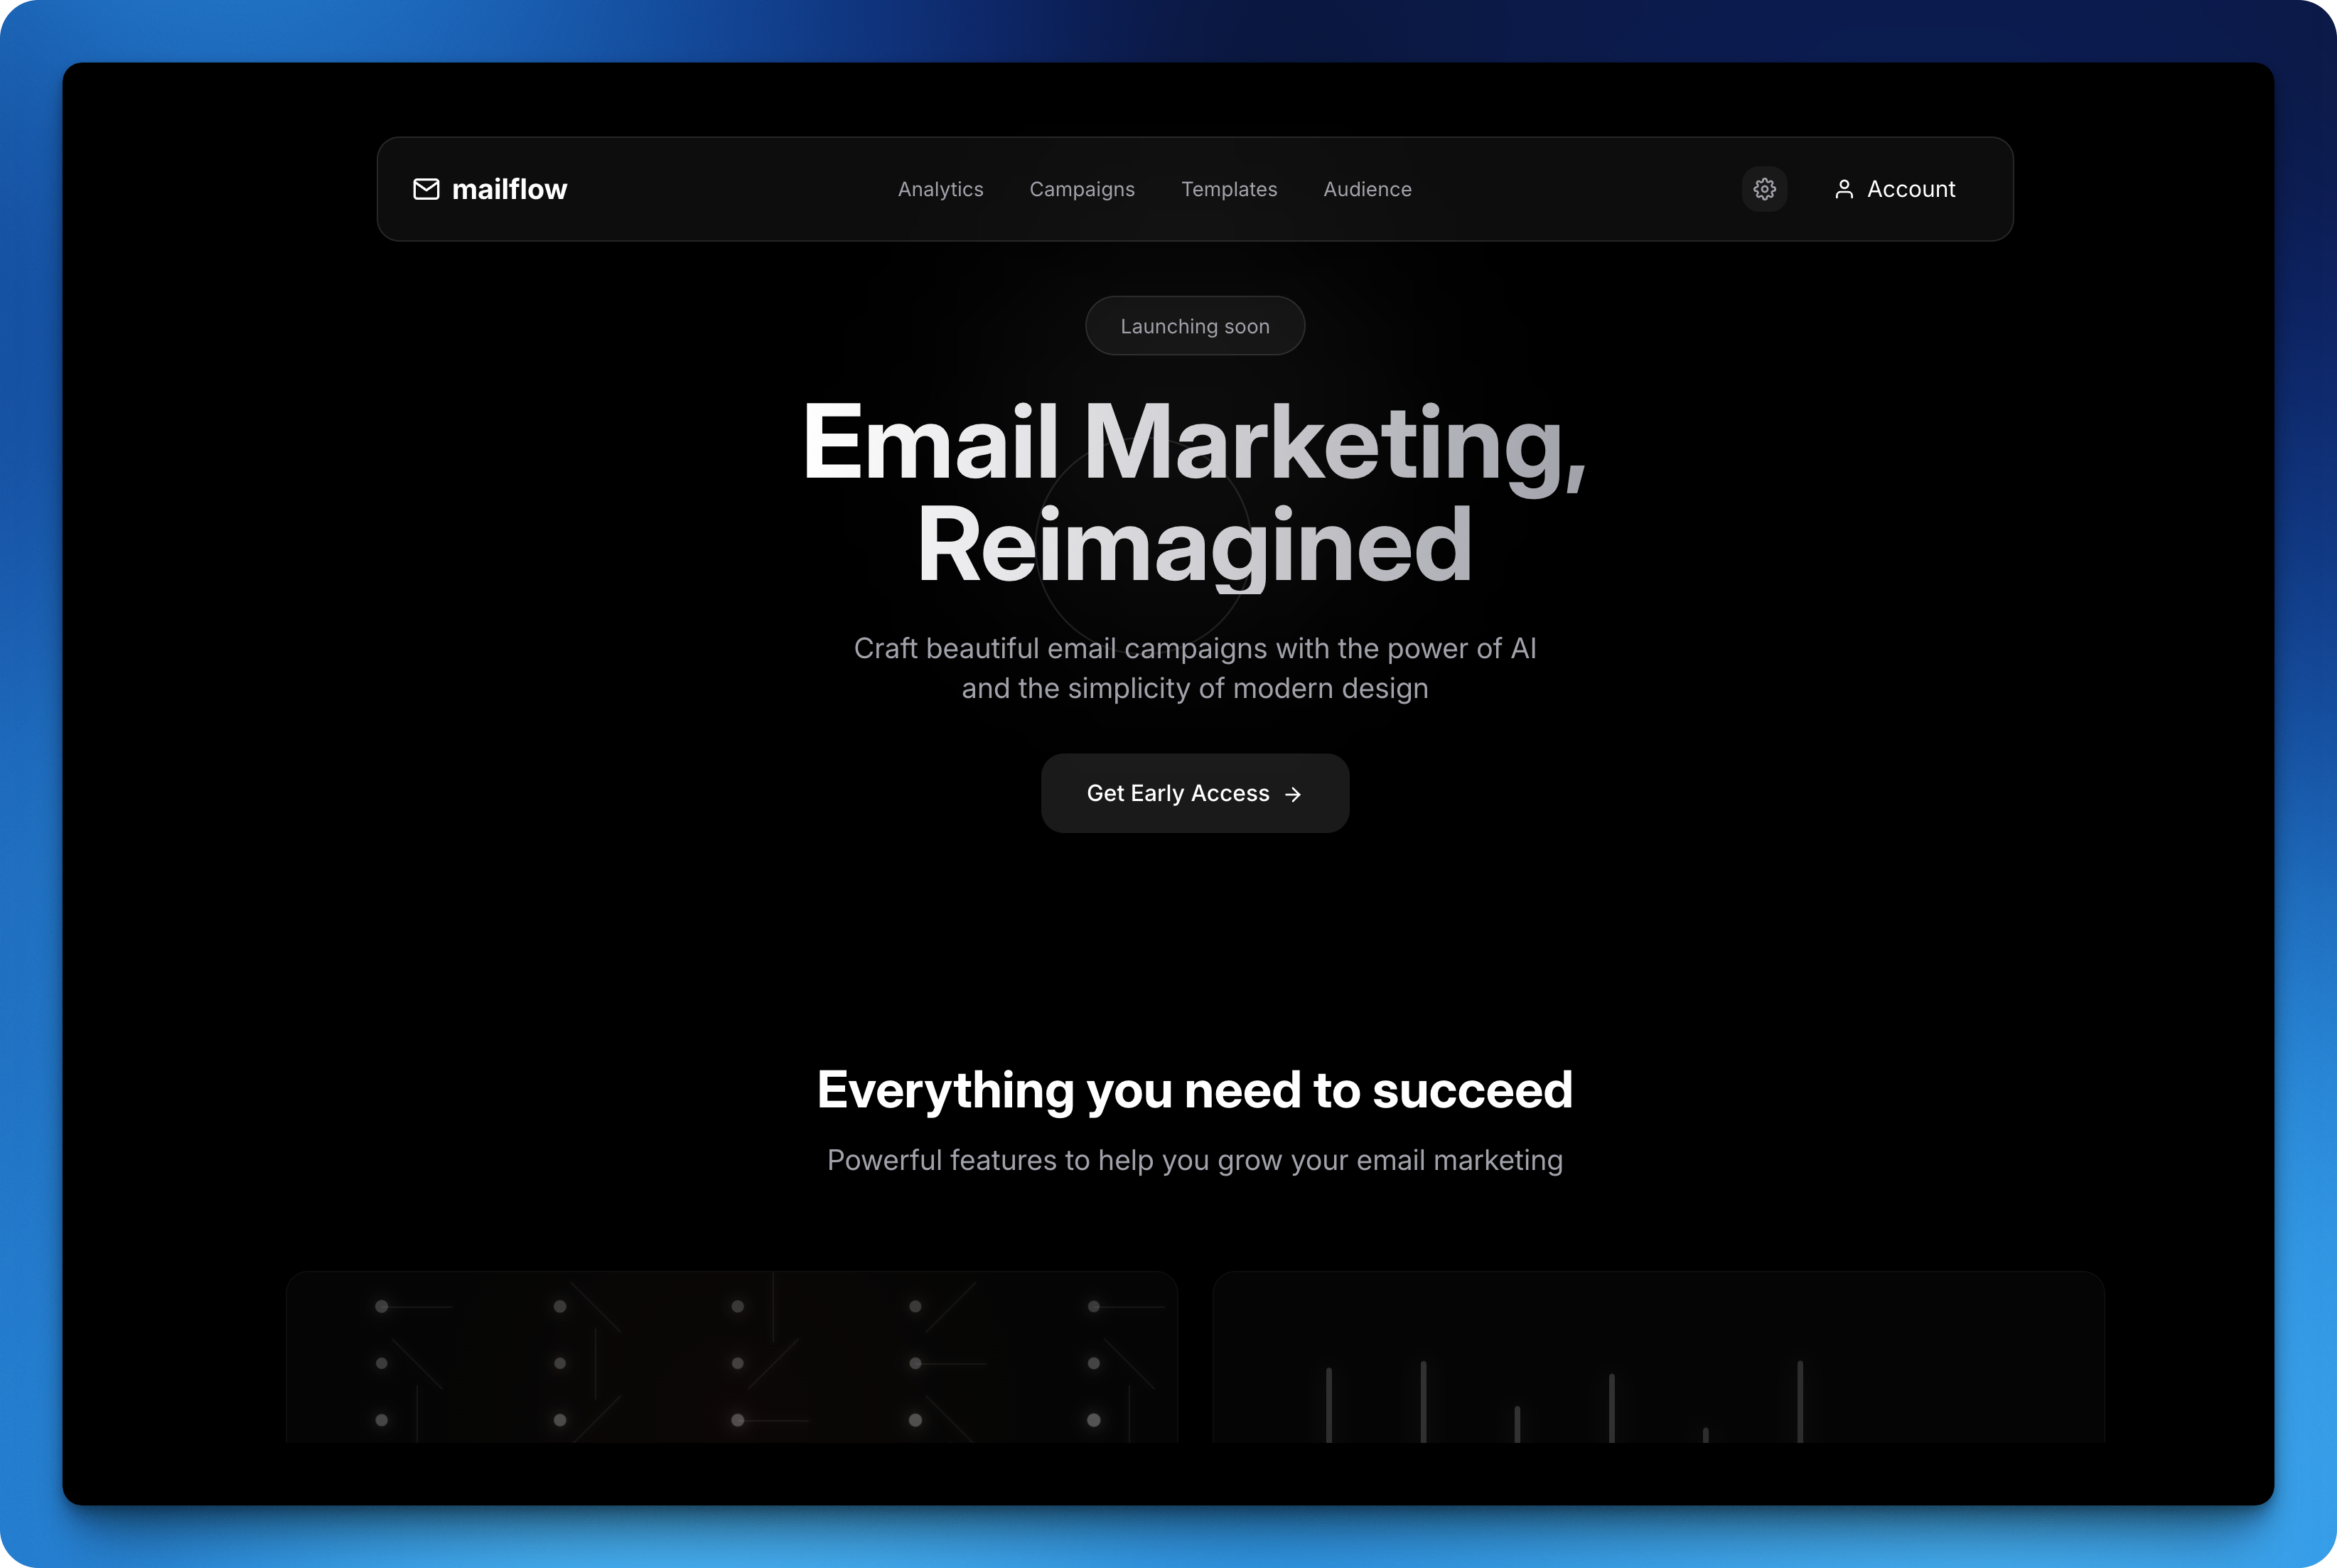 mailflow
Analytics
Campaigns
Templates
Audience
Account
Launching soon
Email Marketing,
Reimagined
Craft beautiful email campaigns with the power of AI
and the simplicity of modern design
Get Early Access →
Everything you need to succeed
Powerful features to help you grow your email marketing